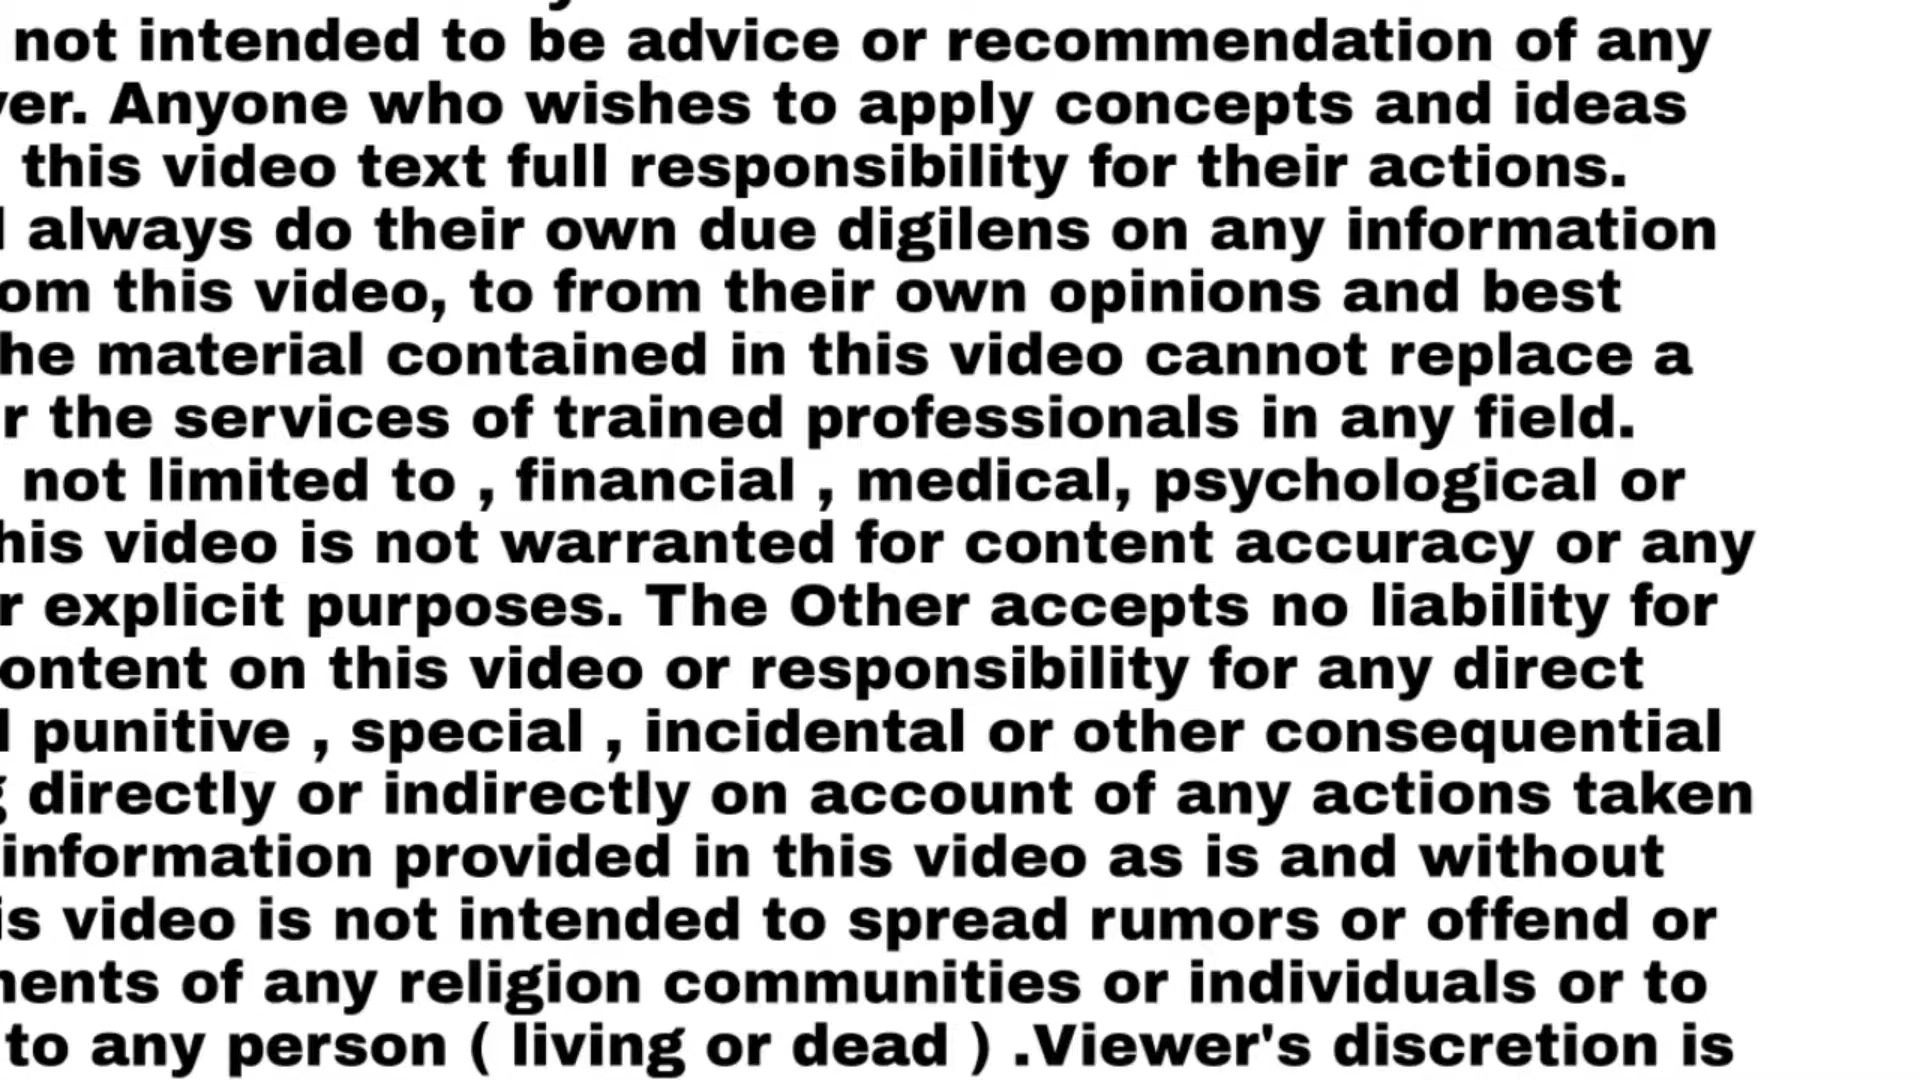 not intended to be advice or recommendation of any
ver. Anyone who wishes to apply concepts and ideas
this video text full responsibility for their actions.
always do their own due digilens on any information
om this video, to from their own opinions and best
he material contained in this video cannot replace a
r the services of trained professionals in any field.
not limited to , financial , medical, psychological or
his video is not warranted for content accuracy or any
r explicit purposes. The Other accepts no liability for
ontent on this video or responsibility for any direct
punitive , special , incidental or other consequential
directly or indirectly on account of any actions taken
information provided in this video as is and without
is video is not intended to spread rumors or offend or
ments of any religion communities or individuals or to
to any person ( living or dead ) .Viewer's discretion is